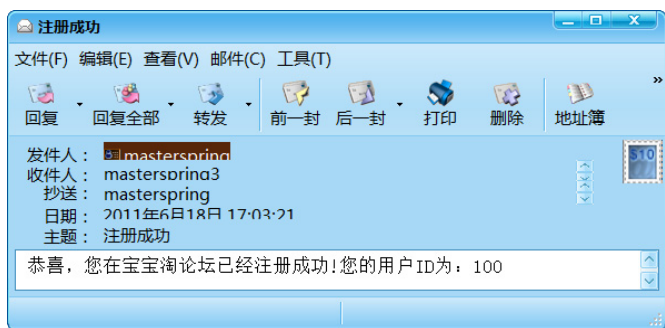 注册成功
文件(F) 编辑(E) 查看(V) 邮件(C) 工具(T)
回复 回复全部 转发 前一封 后一封 打印 删除 地址簿
发件人： masterspring
收件人： masterspring3
抄送： masterspring
日期： 2011年6月18日 17:03:21
主题： 注册成功
恭喜，您在宝宝淘论坛已经注册成功!您的用户ID为：100
$10